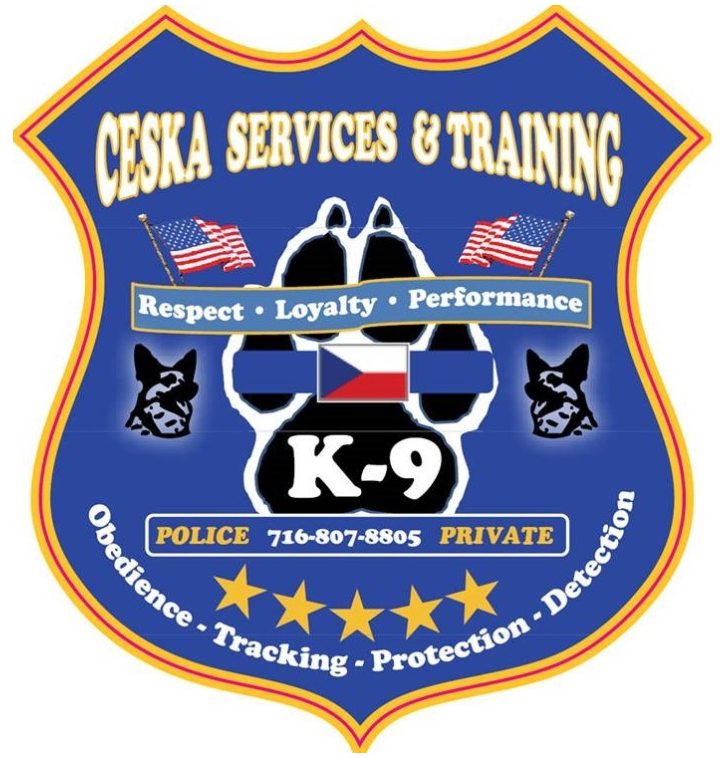 CESKA SERVICES & TRAINING
Respect • Loyalty • Performance
K-9
POLICE 716-807-8805 PRIVATE
Obedience - Tracking - Protection - Detection